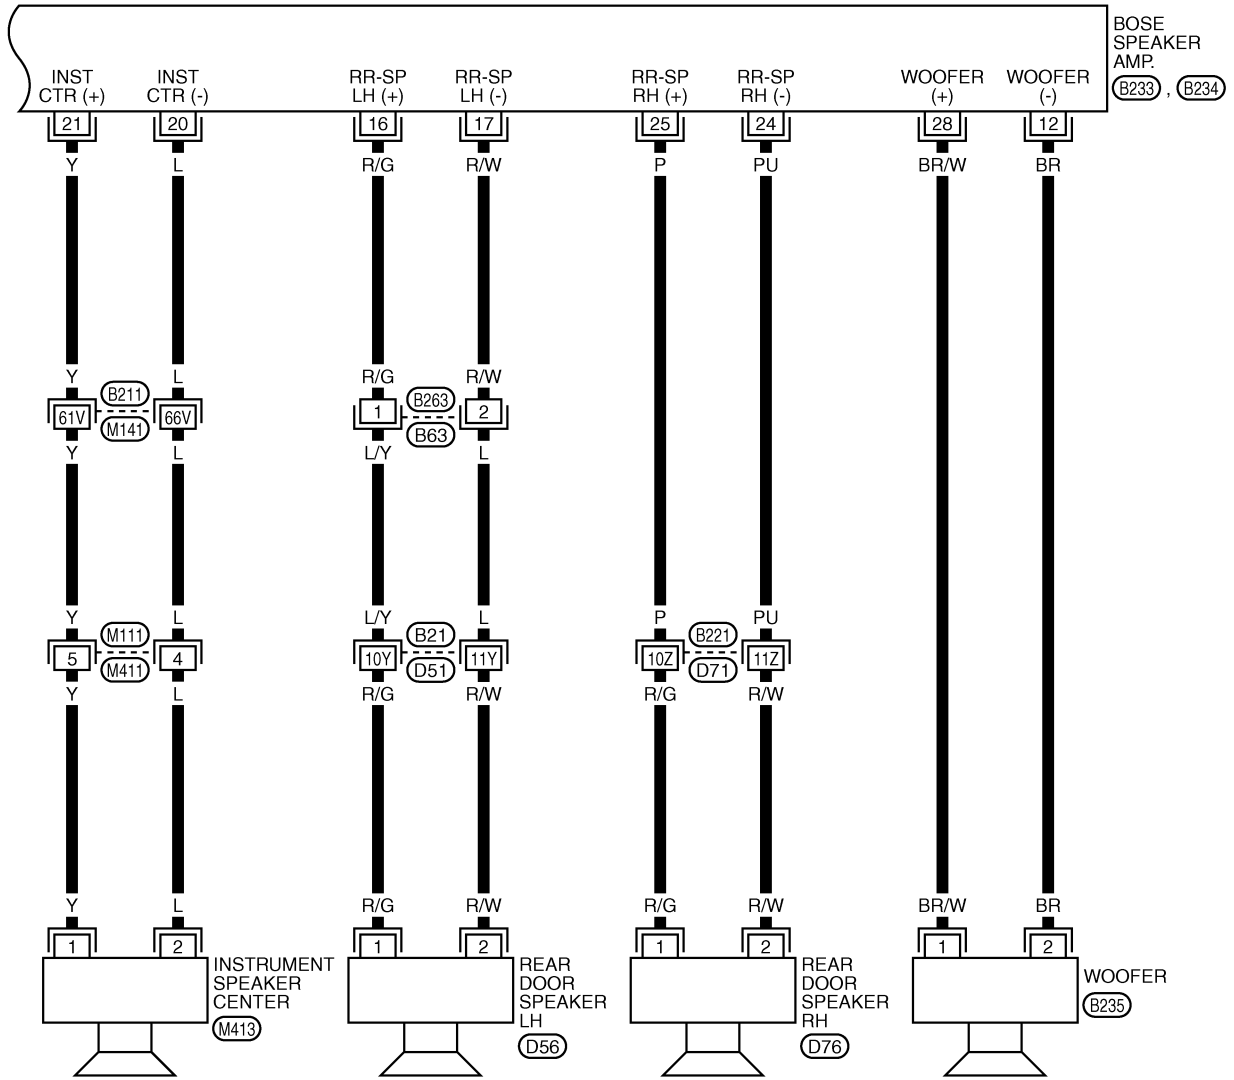 BOSE
SPEAKER
AMP.
B233 , B234
INST INST RR-SP RR-SP RR-SP RR-SP WOOFER WOOFER
CTR (+) CTR (-) LH (+) LH (-) RH (+) RH (-) (+) (-)
21 20 16 17 25 24 28 12
Y L R/G R/W P PU BR/W BR
Y L R/G R/W
B211 B263
61V 66V 1 2
M141 B63
Y L L/Y L
Y L L/Y L P PU
M111 B21 B221
5 4 10Y 11Y 10Z 11Z
M411 D51 D71
Y L R/G R/W R/G R/W
Y L R/G R/W R/G R/W BR/W BR
1 2 1 2 1 2 1 2
INSTRUMENT
SPEAKER
CENTER
M413
REAR
DOOR
SPEAKER
LH
D56
REAR
DOOR
SPEAKER
RH
D76
WOOFER
B235